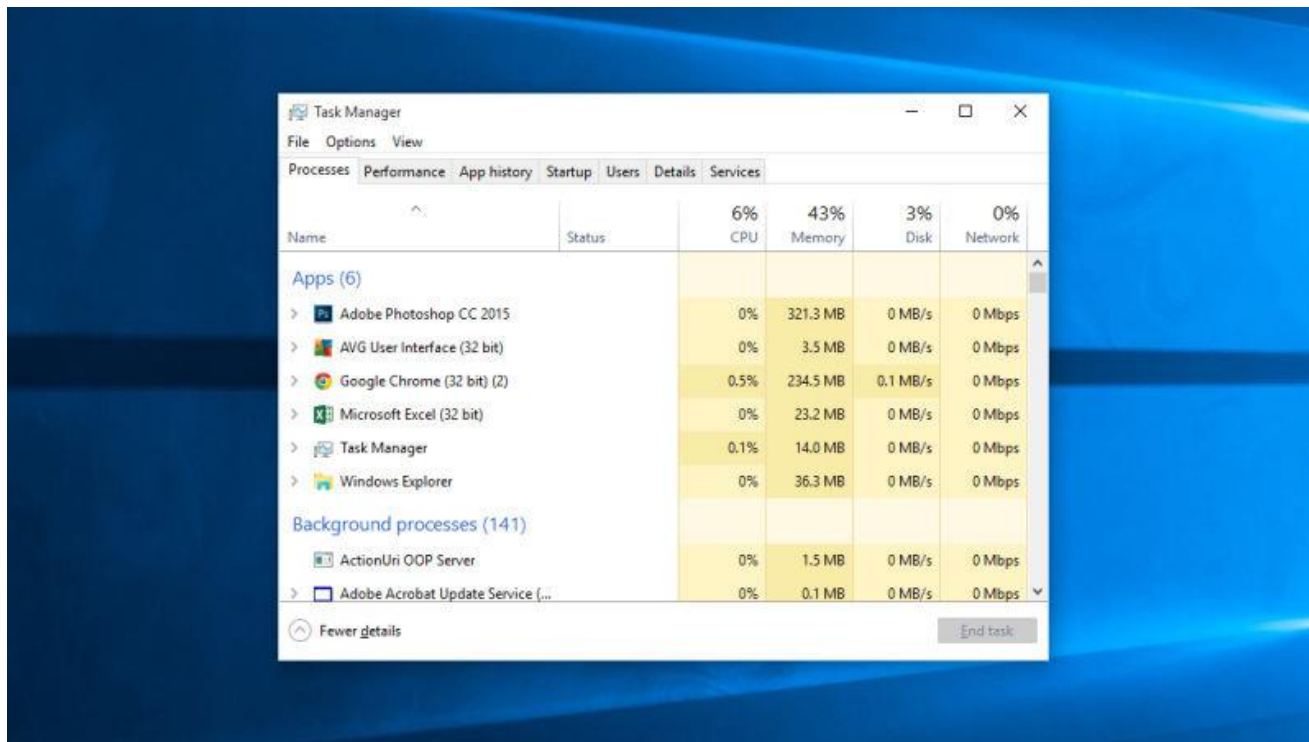 Task Manager
File Options View
Processes Performance App history Startup Users Details Services
6% 43% 3% 0%
Name Status CPU Memory Disk Network
Apps (6)
Ps Adobe Photoshop CC 2015 0% 321.3 MB 0 MB/s 0 Mbps
AVG User Interface (32 bit) 0% 3.5 MB 0 MB/s 0 Mbps
Google Chrome (32 bit) (2) 0.5% 234.5 MB 0.1 MB/s 0 Mbps
Microsoft Excel (32 bit) 0% 23.2 MB 0 MB/s 0 Mbps
Task Manager 0.1% 14.0 MB 0 MB/s 0 Mbps
Windows Explorer 0% 36.3 MB 0 MB/s 0 Mbps
Background processes (141)
ActionUri OOP Server 0% 1.5 MB 0 MB/s 0 Mbps
Adobe Acrobat Update Service (... 0% 0.1 MB 0 MB/s 0 Mbps
Fewer details End task